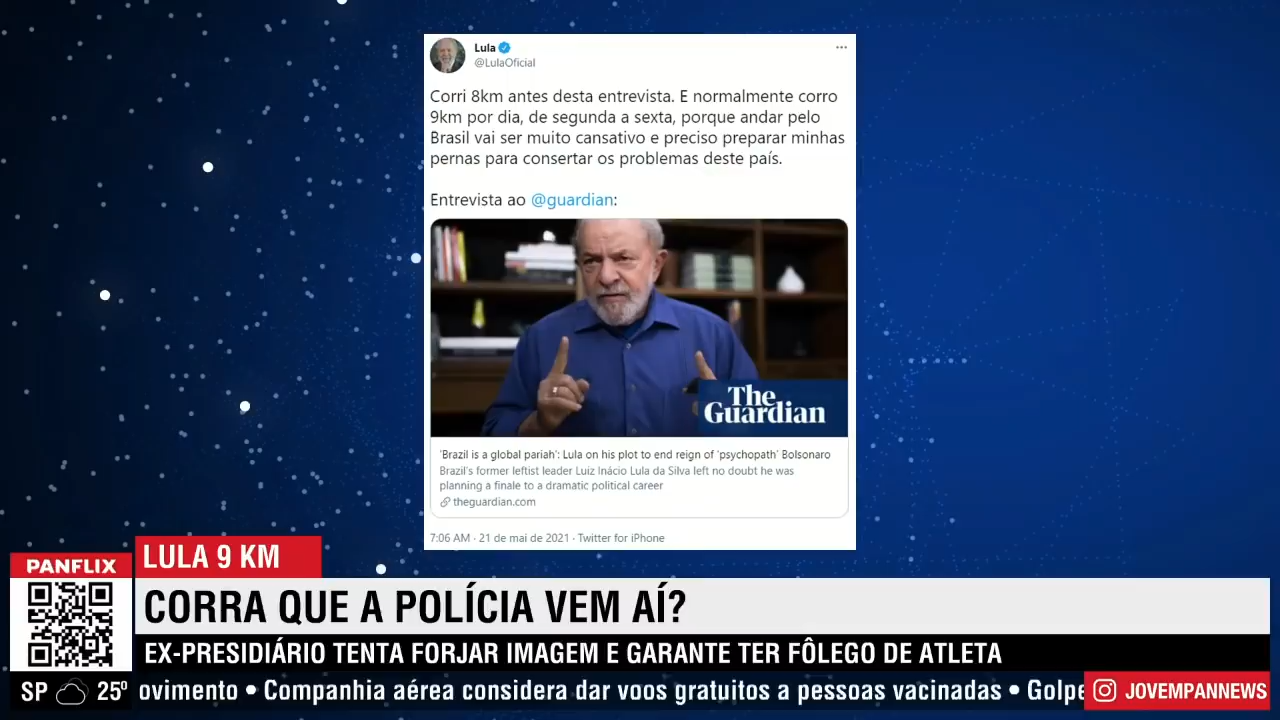 Lula
@LulaOficial
Corri 8km antes desta entrevista. E normalmente corro
9km por dia, de segunda a sexta, porque andar pelo
Brasil vai ser muito cansativo e preciso preparar minhas
pernas para consertar os problemas deste país.
Entrevista ao @guardian:
The
Guardian
'Brazil is a global pariah': Lula on his plot to end reign of 'psychopath' Bolsonaro
Brazil's former leftist leader Luiz Inácio Lula da Silva left no doubt he was
planning a finale to a dramatic political career
theguardian.com
7:06 AM · 21 de mai de 2021 · Twitter for iPhone
PANFLIX
LULA 9 KM
CORRA QUE A POLÍCIA VEM AÍ?
EX-PRESIDIÁRIO TENTA FORJAR IMAGEM E GARANTE TER FÔLEGO DE ATLETA
SP 25º ovimento • Companhia aérea considera dar voos gratuitos a pessoas vacinadas • Golpe
JOVEMPANNEWS